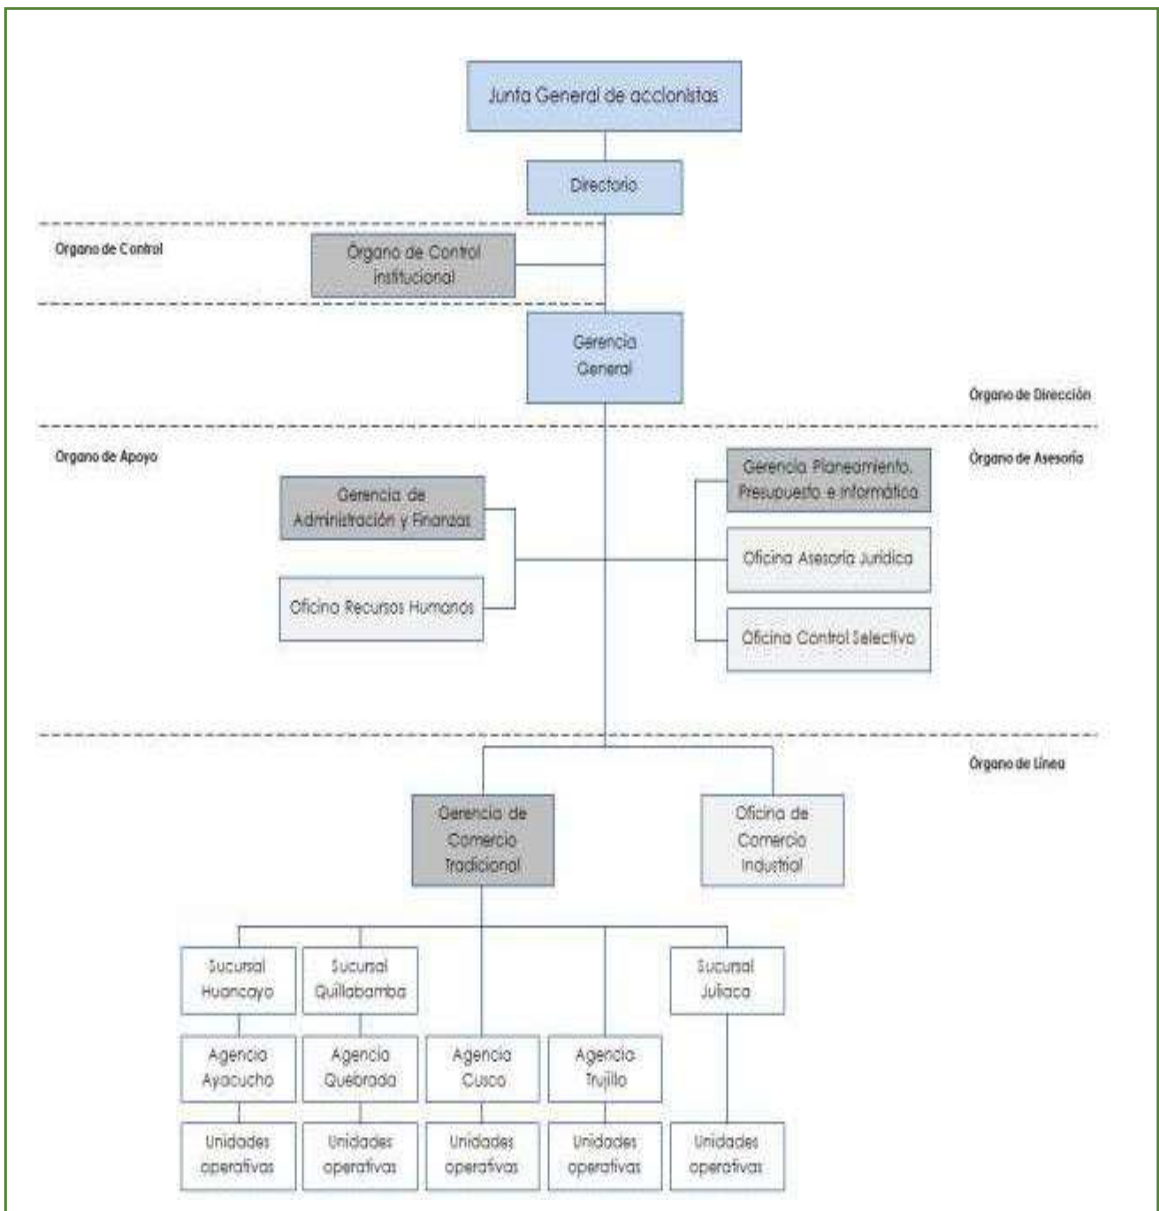 Junta General de accionistas
Directorio
Organo de Control
Órgano de Control
institucional
Gerencia
General
Órgano de Dirección
Organo de Apoyo
Órgano de Asesoría
Gerencia de
Administración y Finanzas
Oficina Recursos Humanos
Gerencia Planeamiento,
Presupuesto e Informática
Oficina Asesoría Jurídica
Oficina Control Selectivo
Órgano de Línea
Gerencia de
Comercio
Tradicional
Oficina de
Comercio
Industrial
Sucursal
Huancayo
Sucursal
Quillabamba
Sucursal
Juliaca
Agencia
Ayacucho
Agencia
Quebrada
Agencia
Cusco
Agencia
Trujillo
Unidades
operativas
Unidades
operativas
Unidades
operativas
Unidades
operativas
Unidades
operativas